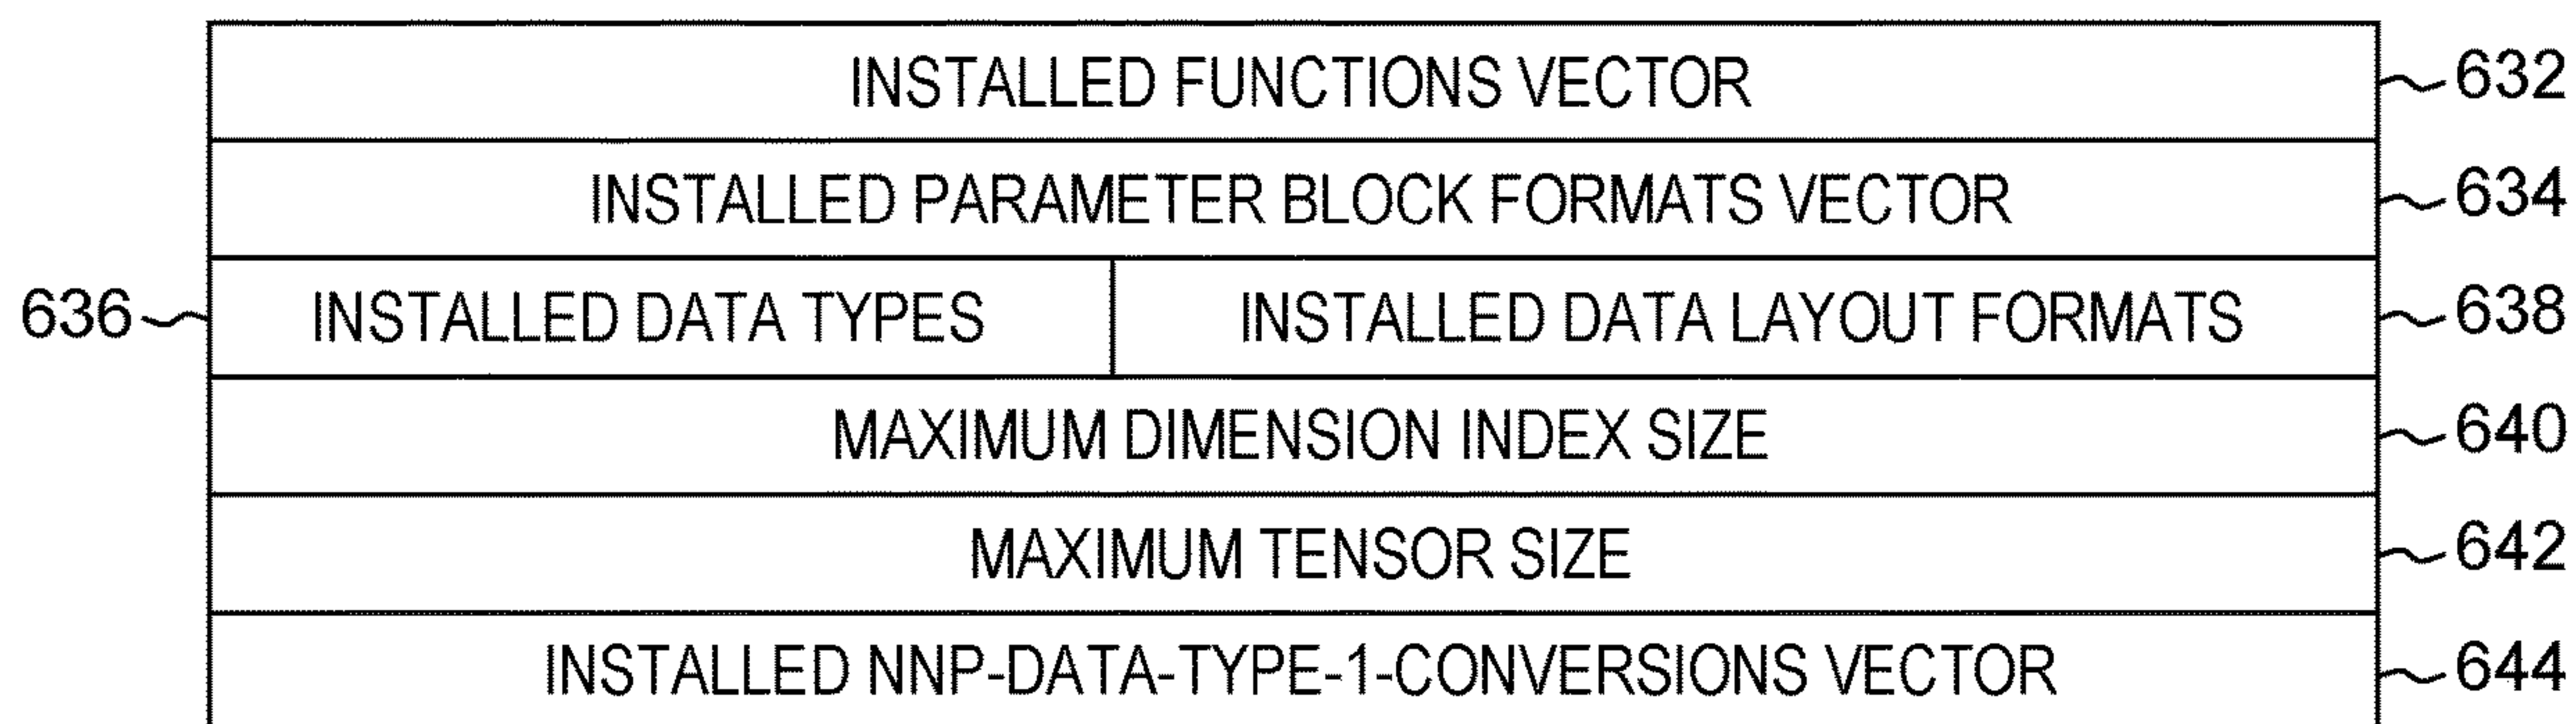 INSTALLED FUNCTIONS VECTOR 632
INSTALLED PARAMETER BLOCK FORMATS VECTOR 634
636 INSTALLED DATA TYPES INSTALLED DATA LAYOUT FORMATS 638
MAXIMUM DIMENSION INDEX SIZE 640
MAXIMUM TENSOR SIZE 642
INSTALLED NNP-DATA-TYPE-1-CONVERSIONS VECTOR 644